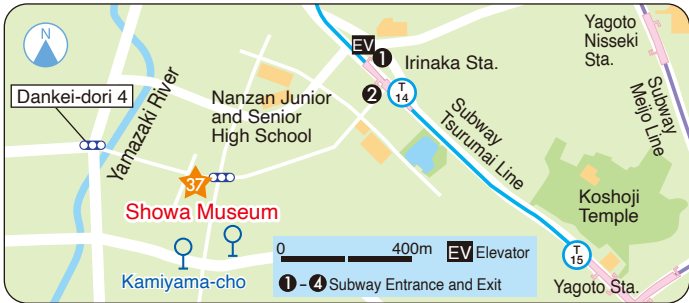 N
Dankei-dori 4
Yamazaki River
Nanzan Junior
and Senior
High School
EV
1
2
Irinaka Sta.
T
14
Subway
Tsurumai Line
Yagoto
Nisseki
Sta.
Subway
Meijo Line
37
Showa Museum
Kamiyama-cho
Koshoji
Temple
T
15
Yagoto Sta.
0 400m EV Elevator
1 - 4 Subway Entrance and Exit